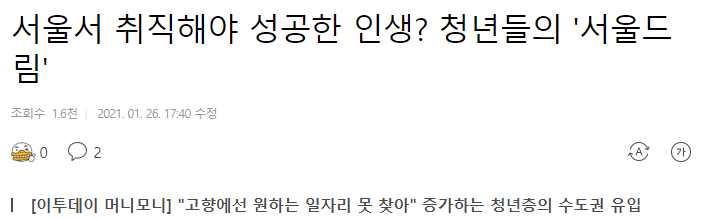 서울서 취직해야 성공한 인생? 청년들의 '서울드
림'
조회수 1.6천 | 2021. 01. 26. 17:40 수정
0 2 가
[이투데이 머니모니] "고향에선 원하는 일자리 못 찾아" 증가하는 청년층의 수도권 유입